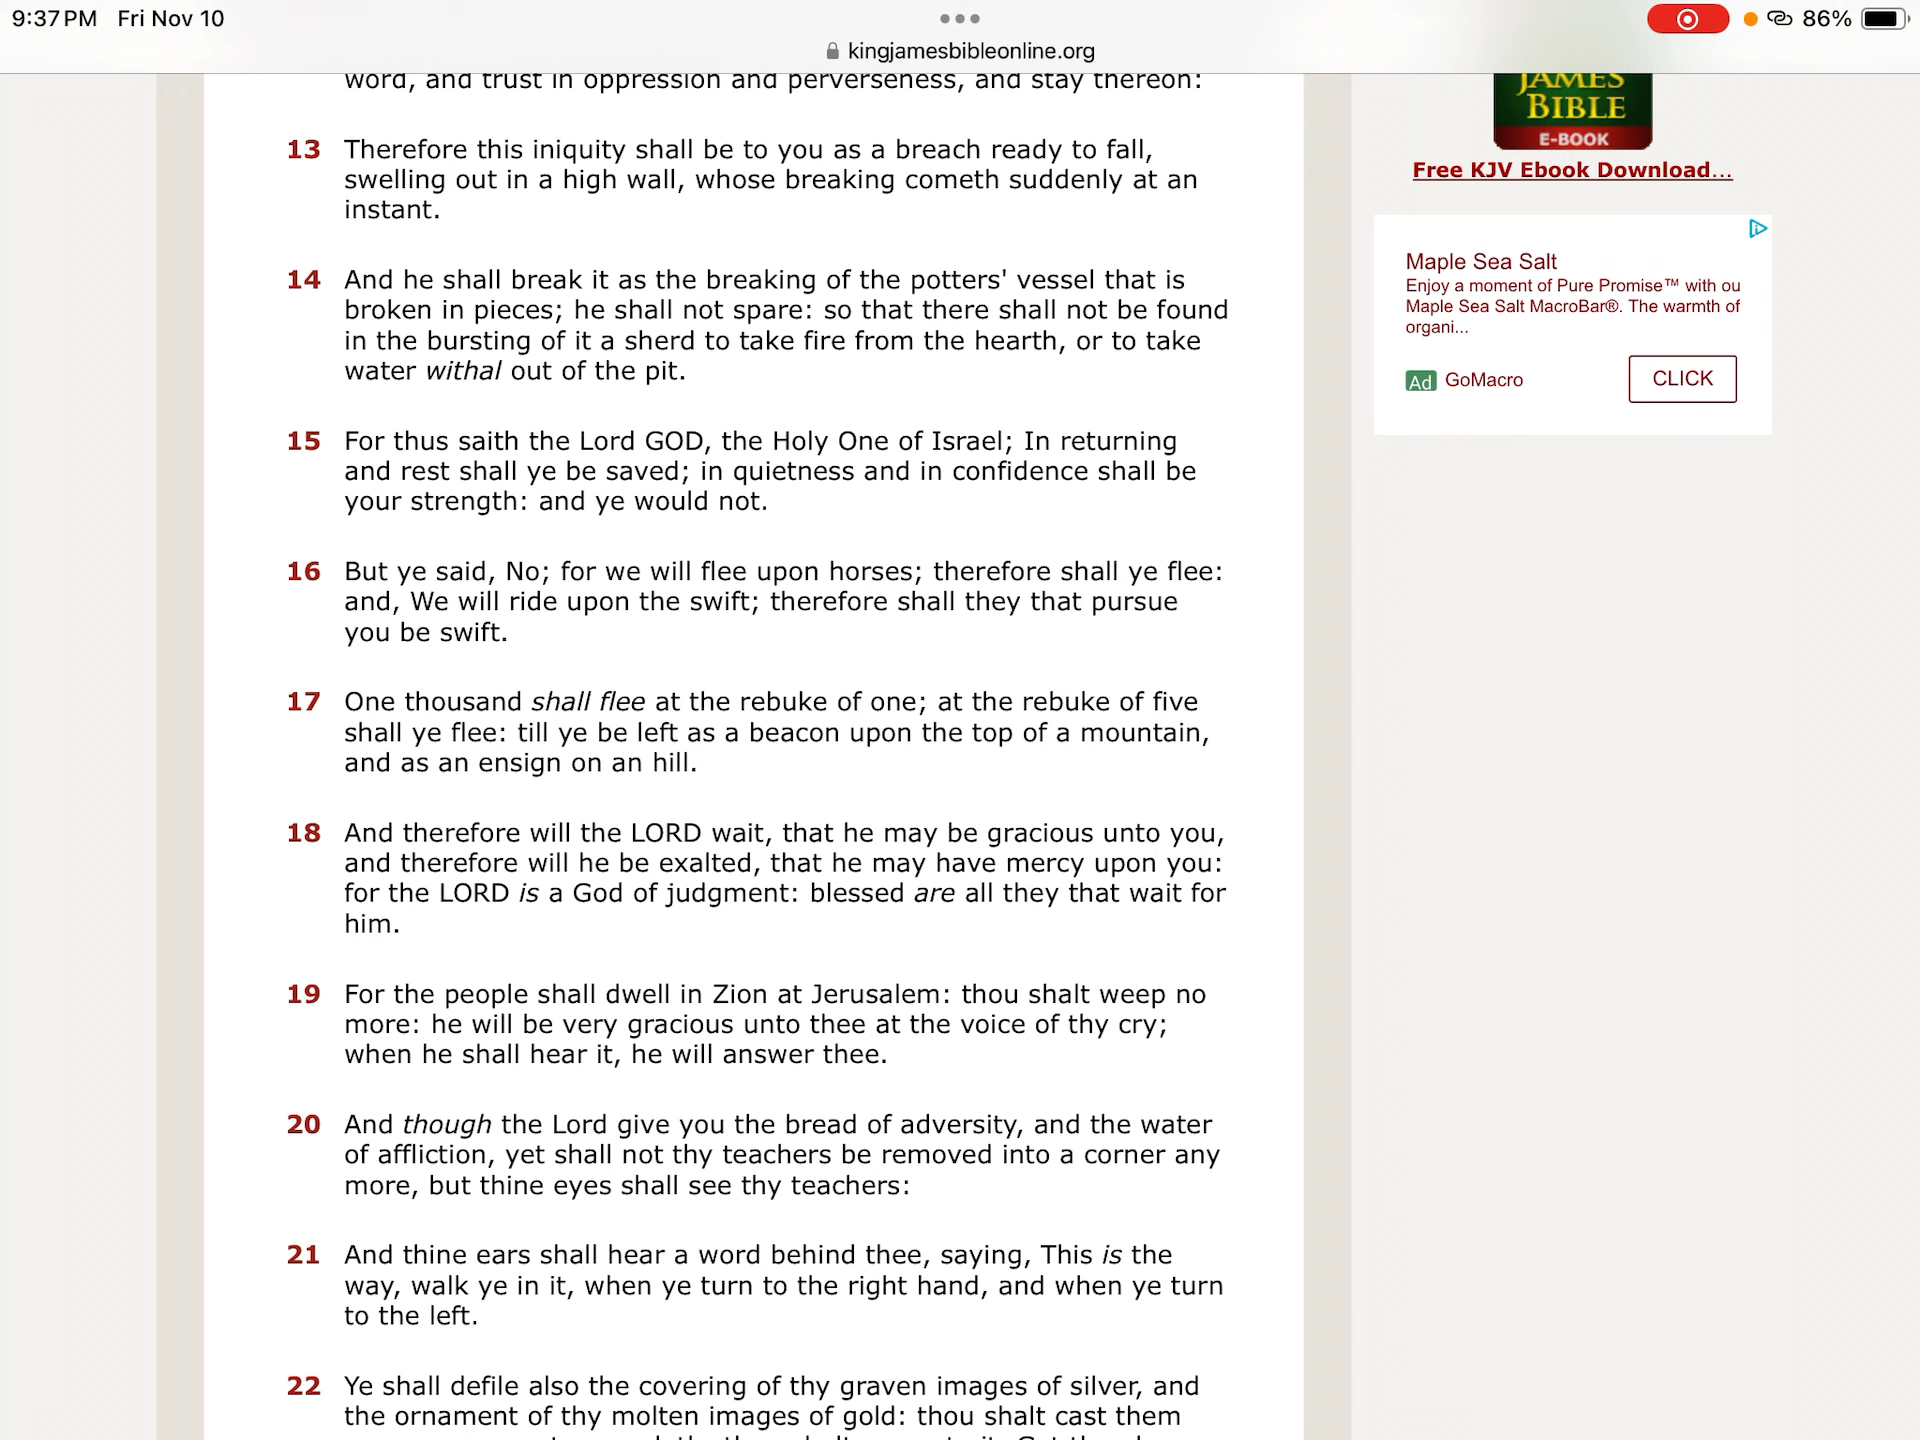 9:37 PM Fri Nov 10
86%
kingjamesbibleonline.org
word, and trust in oppression and perverseness, and stay thereon:
13 Therefore this iniquity shall be to you as a breach ready to fall,
swelling out in a high wall, whose breaking cometh suddenly at an
instant.
14 And he shall break it as the breaking of the potters' vessel that is
broken in pieces; he shall not spare: so that there shall not be found
in the bursting of it a sherd to take fire from the hearth, or to take
water withal out of the pit.
15 For thus saith the Lord GOD, the Holy One of Israel; In returning
and rest shall ye be saved; in quietness and in confidence shall be
your strength: and ye would not.
16 But ye said, No; for we will flee upon horses; therefore shall ye flee:
and, We will ride upon the swift; therefore shall they that pursue
you be swift.
17 One thousand shall flee at the rebuke of one; at the rebuke of five
shall ye flee: till ye be left as a beacon upon the top of a mountain,
and as an ensign on an hill.
18 And therefore will the LORD wait, that he may be gracious unto you,
and therefore will he be exalted, that he may have mercy upon you:
for the LORD is a God of judgment: blessed are all they that wait for
him.
19 For the people shall dwell in Zion at Jerusalem: thou shalt weep no
more: he will be very gracious unto thee at the voice of thy cry;
when he shall hear it, he will answer thee.
20 And though the Lord give you the bread of adversity, and the water
of affliction, yet shall not thy teachers be removed into a corner any
more, but thine eyes shall see thy teachers:
21 And thine ears shall hear a word behind thee, saying, This is the
way, walk ye in it, when ye turn to the right hand, and when ye turn
to the left.
22 Ye shall defile also the covering of thy graven images of silver, and
the ornament of thy molten images of gold: thou shalt cast them
JAMES
BIBLE
E-BOOK
Free KJV Ebook Download...
Maple Sea Salt
Enjoy a moment of Pure Promise™ with ou
Maple Sea Salt MacroBar®. The warmth of
organi...
Ad GoMacro
CLICK